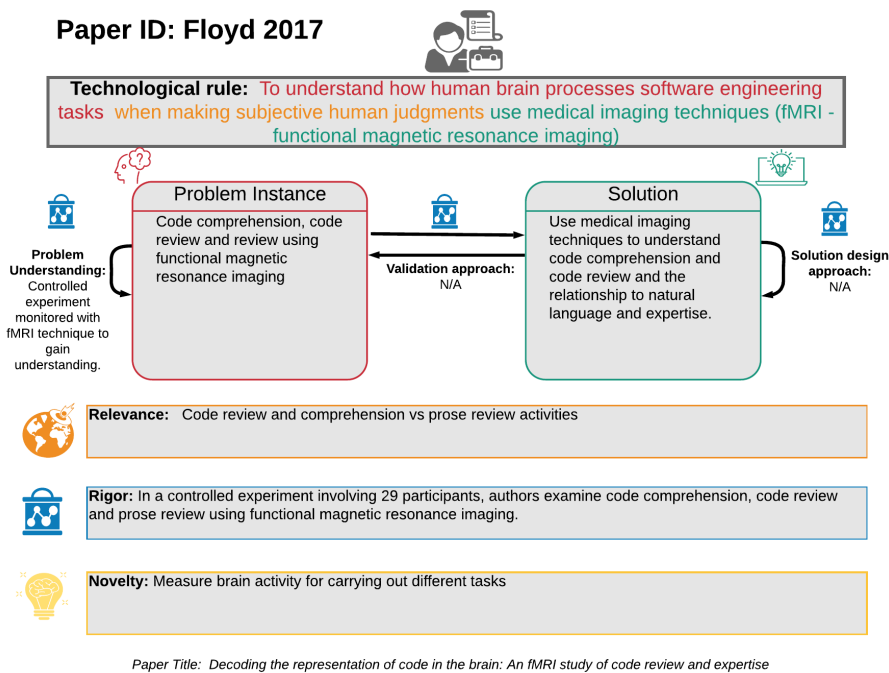 Paper ID: Floyd 2017
Technological rule: To understand how human brain processes software engineering
tasks when making subjective human judgments use medical imaging techniques (fMRI -
functional magnetic resonance imaging)
Problem Instance
Code comprehension, code
review and review using
functional magnetic
resonance imaging
Solution
Use medical imaging
techniques to understand
code comprehension and
code review and the
relationship to natural
language and expertise.
Problem
Understanding:
Controlled
experiment
monitored with
fMRI technique to
gain
understanding.
Validation approach:
N/A
Solution design
approach:
N/A
Relevance: Code review and comprehension vs prose review activities
Rigor: In a controlled experiment involving 29 participants, authors examine code comprehension, code review
and prose review using functional magnetic resonance imaging.
Novelty: Measure brain activity for carrying out different tasks
Paper Title: Decoding the representation of code in the brain: An fMRI study of code review and expertise